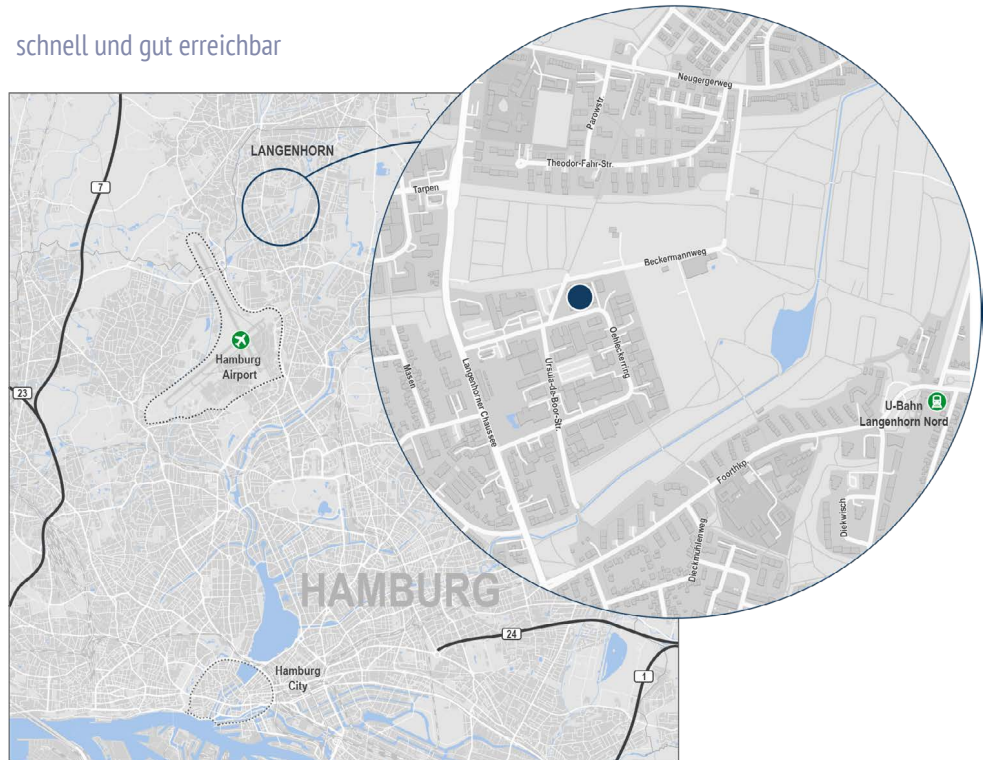 schnell und gut erreichbar
LANGENHORN
7
Hamburg
Airport
23
HAMBURG
24
Hamburg
City
1
Neugergerweg
Parowstr.
Theodor-Fahr-Str.
Tarpen
Beckermannweg
Oehleckerring
Ursula-de-Boor-Str.
Masen
Langenhorner Chaussee
U-Bahn
Langenhorn Nord
Foorthkp.
Diekwisch
Dieckmühlenweg